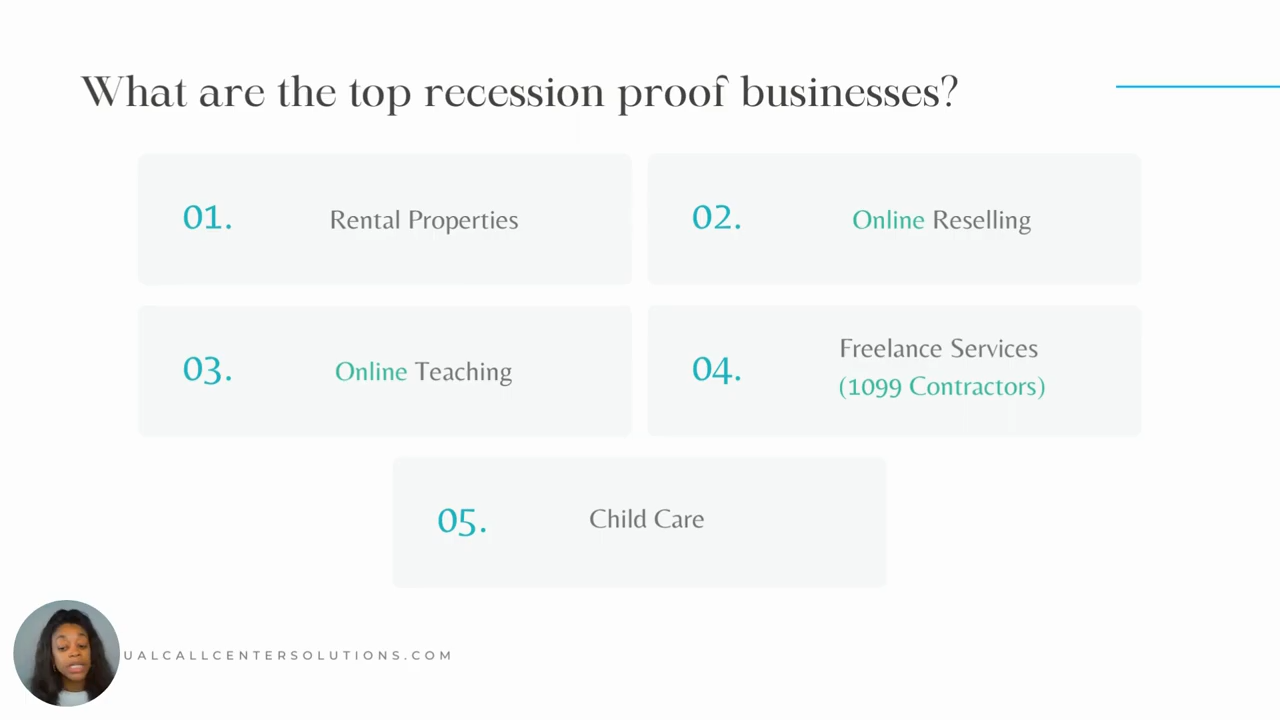 What are the top recession proof businesses?
01. Rental Properties
02. Online Reselling
03. Online Teaching
04. Freelance Services
(1099 Contractors)
05. Child Care
UALCALLCENTERSOLUTIONS.COM